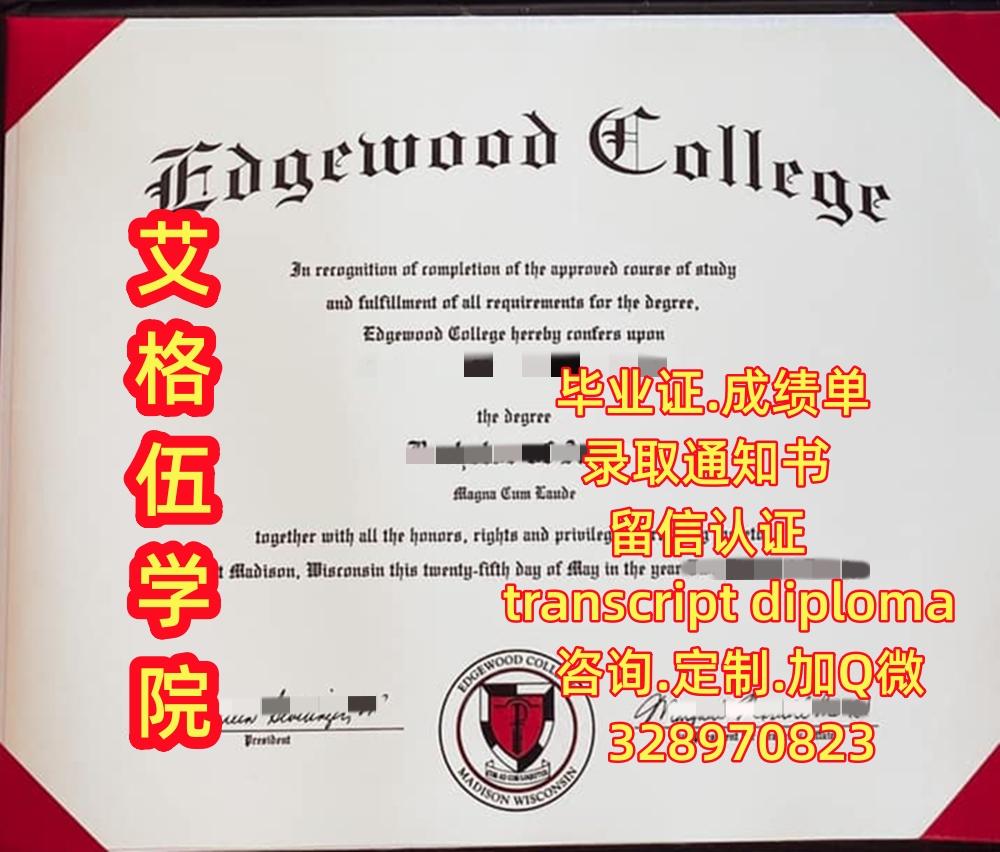 Edgewood College
艾格伍学院
In recognition of completion of the approved course of study
and fulfillment of all requirements for the degree,
Edgewood College hereby confers upon
毕业证.成绩单
the degree
录取通知书
Magna Cum Laude
留信认证
together with all the honors, rights and
Madison, Wisconsin this twenty-fifth day of May in the year
transcript diploma
咨询.定制.加Q微
328970823
President
EDGEWOOD
MADISON WISCONSIN